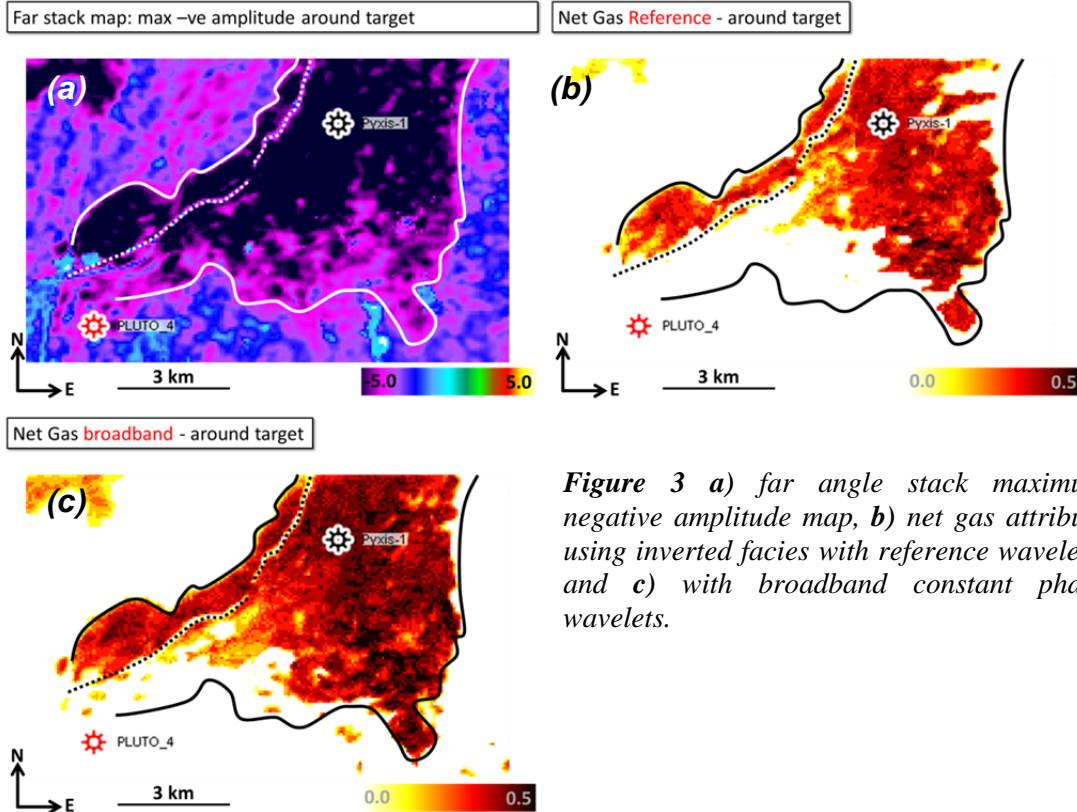 Far stack map: max –ve amplitude around target
Net Gas Reference - around target
(a)
Pyxis-1
PLUTO_4
N
E
3 km
-5.0
5.0
(b)
Pyxis-1
PLUTO_4
N
E
3 km
0.0
0.5
Net Gas broadband - around target
(c)
Pyxis-1
PLUTO_4
N
E
3 km
0.0
0.5
Figure 3 a) far angle stack maximu
negative amplitude map, b) net gas attribu
using inverted facies with reference wavele
and c) with broadband constant pha
wavelets.